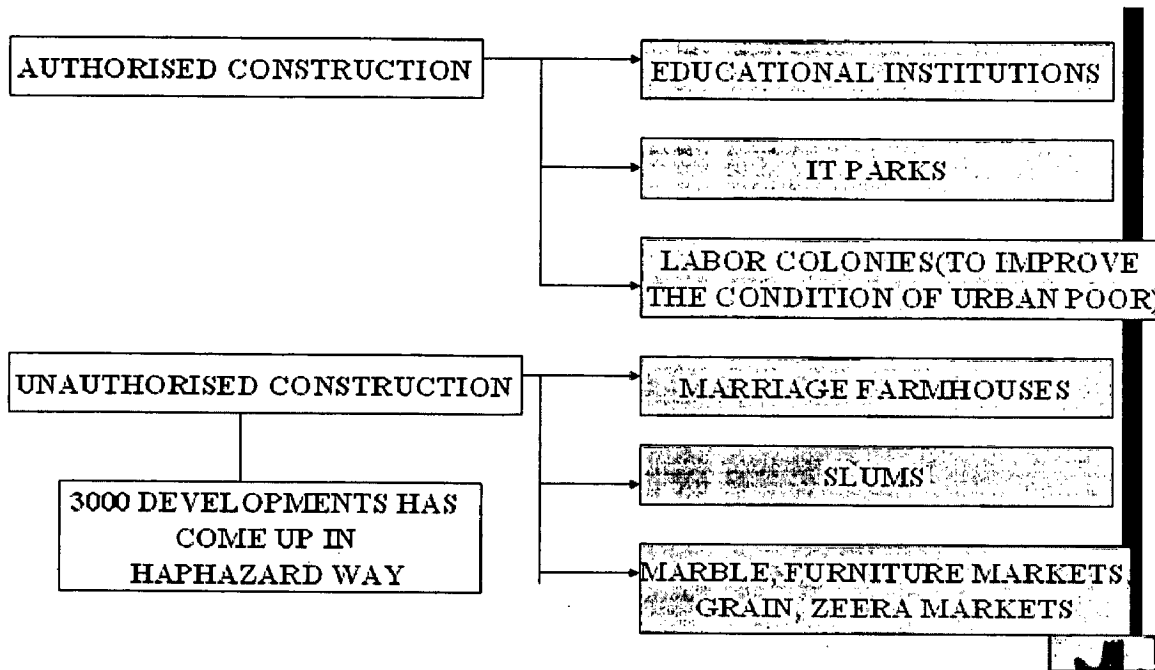 AUTHORISED CONSTRUCTION
EDUCATIONAL INSTITUTIONS
IT PARKS
LABOR COLONIES(TO IMPROVE
THE CONDITION OF URBAN POOR)
UNAUTHORISED CONSTRUCTION
MARRIAGE FARMHOUSES
SLUMS
3000 DEVELOPMENTS HAS
COME UP IN
HAPHAZARD WAY
MARBLE, FURNITURE MARKETS
GRAIN, ZEERA MARKETS